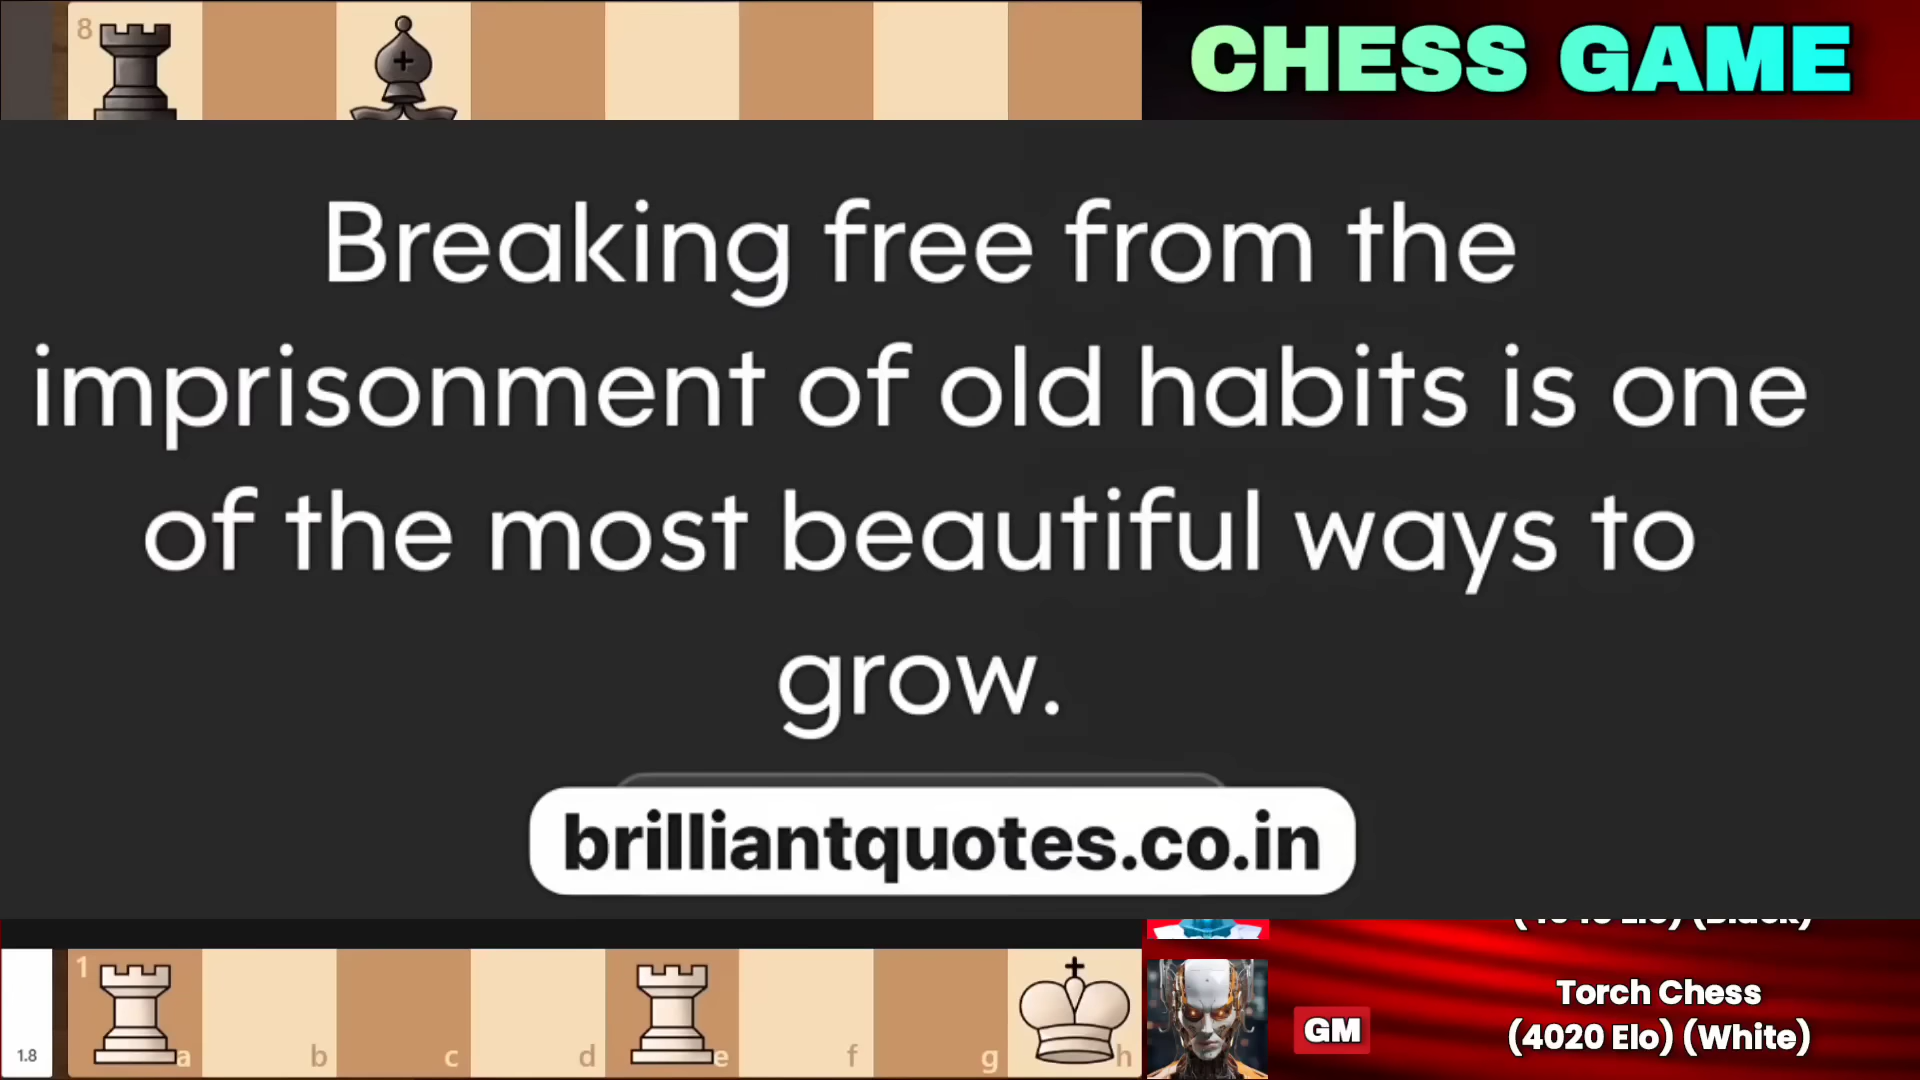 8
CHESS GAME
Breaking free from the
imprisonment of old habits is one
of the most beautiful ways to
grow.
brilliantquotes.co.in
1
1.8
a b c d e f g h
GM
Torch Chess
(4020 Elo) (White)